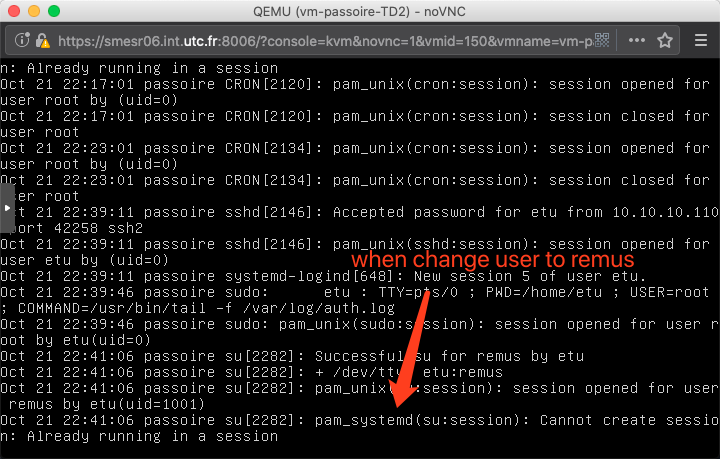 QEMU (vm-passoire-TD2) - noVNC
https://smesr06.int.utc.fr:8006/?console=kvm&novnc=1&vmid=150&vmname=vm-p
n: Already running in a session
Oct 21 22:17:01 passoire CRON[2120]: pam_unix(cron:session): session opened for
user root by (uid=0)
Oct 21 22:17:01 passoire CRON[2120]: pam_unix(cron:session): session closed for
user root
Oct 21 22:23:01 passoire CRON[2134]: pam_unix(cron:session): session opened for
user root by (uid=0)
Oct 21 22:23:01 passoire CRON[2134]: pam_unix(cron:session): session closed for
user root
Oct 21 22:39:11 passoire sshd[2146]: Accepted password for etu from 10.10.10.110
port 42258 ssh2
Oct 21 22:39:11 passoire sshd[2146]: pam_unix(sshd:session): session opened for
user etu by (uid=0)
when change user to remus
Oct 21 22:39:11 passoire systemd-logind[648]: New session 5 of user etu.
Oct 21 22:39:46 passoire sudo: etu : TTY=pts/0 ; PWD=/home/etu ; USER=root
; COMMAND=/usr/bin/tail -f /var/log/auth.log
Oct 21 22:39:46 passoire sudo: pam_unix(sudo:session): session opened for user r
oot by etu(uid=0)
Oct 21 22:41:06 passoire su[2282]: Successful su for remus by etu
Oct 21 22:41:06 passoire su[2282]: + /dev/tty etu:remus
Oct 21 22:41:06 passoire su[2282]: pam_unix(su:session): session opened for user
remus by etu(uid=1001)
Oct 21 22:41:06 passoire su[2282]: pam_systemd(su:session): Cannot create sessio
n: Already running in a session